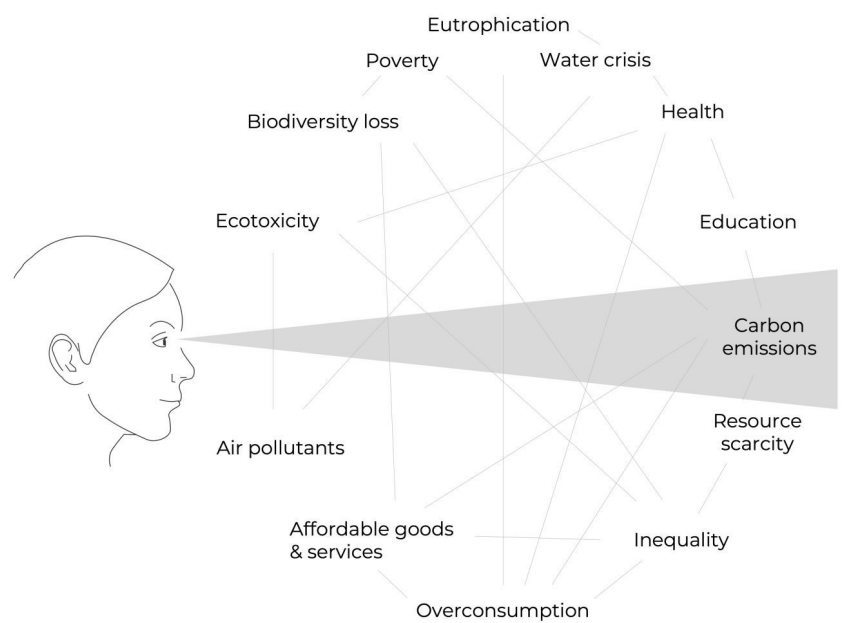 Eutrophication
Poverty
Water crisis
Health
Biodiversity loss
Ecotoxicity
Education
Carbon
emissions
Resource
scarcity
Air pollutants
Affordable goods
& services
Inequality
Overconsumption